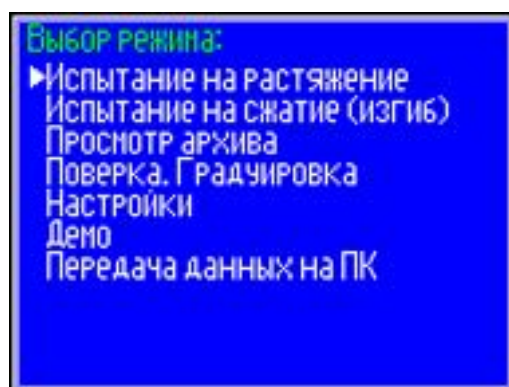 Выбор режима:
Испытание на растяжение
Испытание на сжатие (изгиб)
Просмотр архива
Поверка. Градуировка
Настройки
Демо
Передача данных на ПК